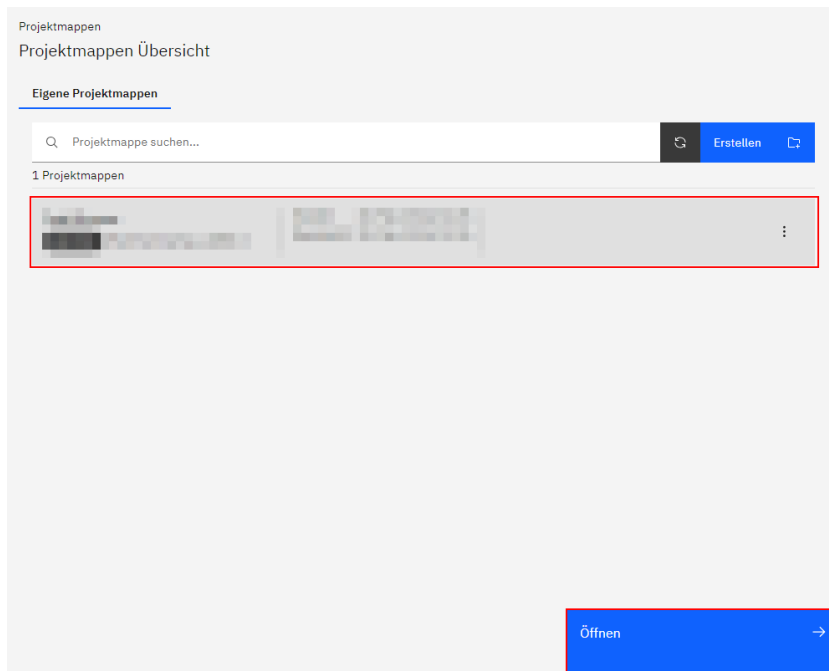 Projektmappen
Projektmappen Übersicht
Eigene Projektmappen
Projektmappe suchen...
Erstellen
1 Projektmappen
Öffnen